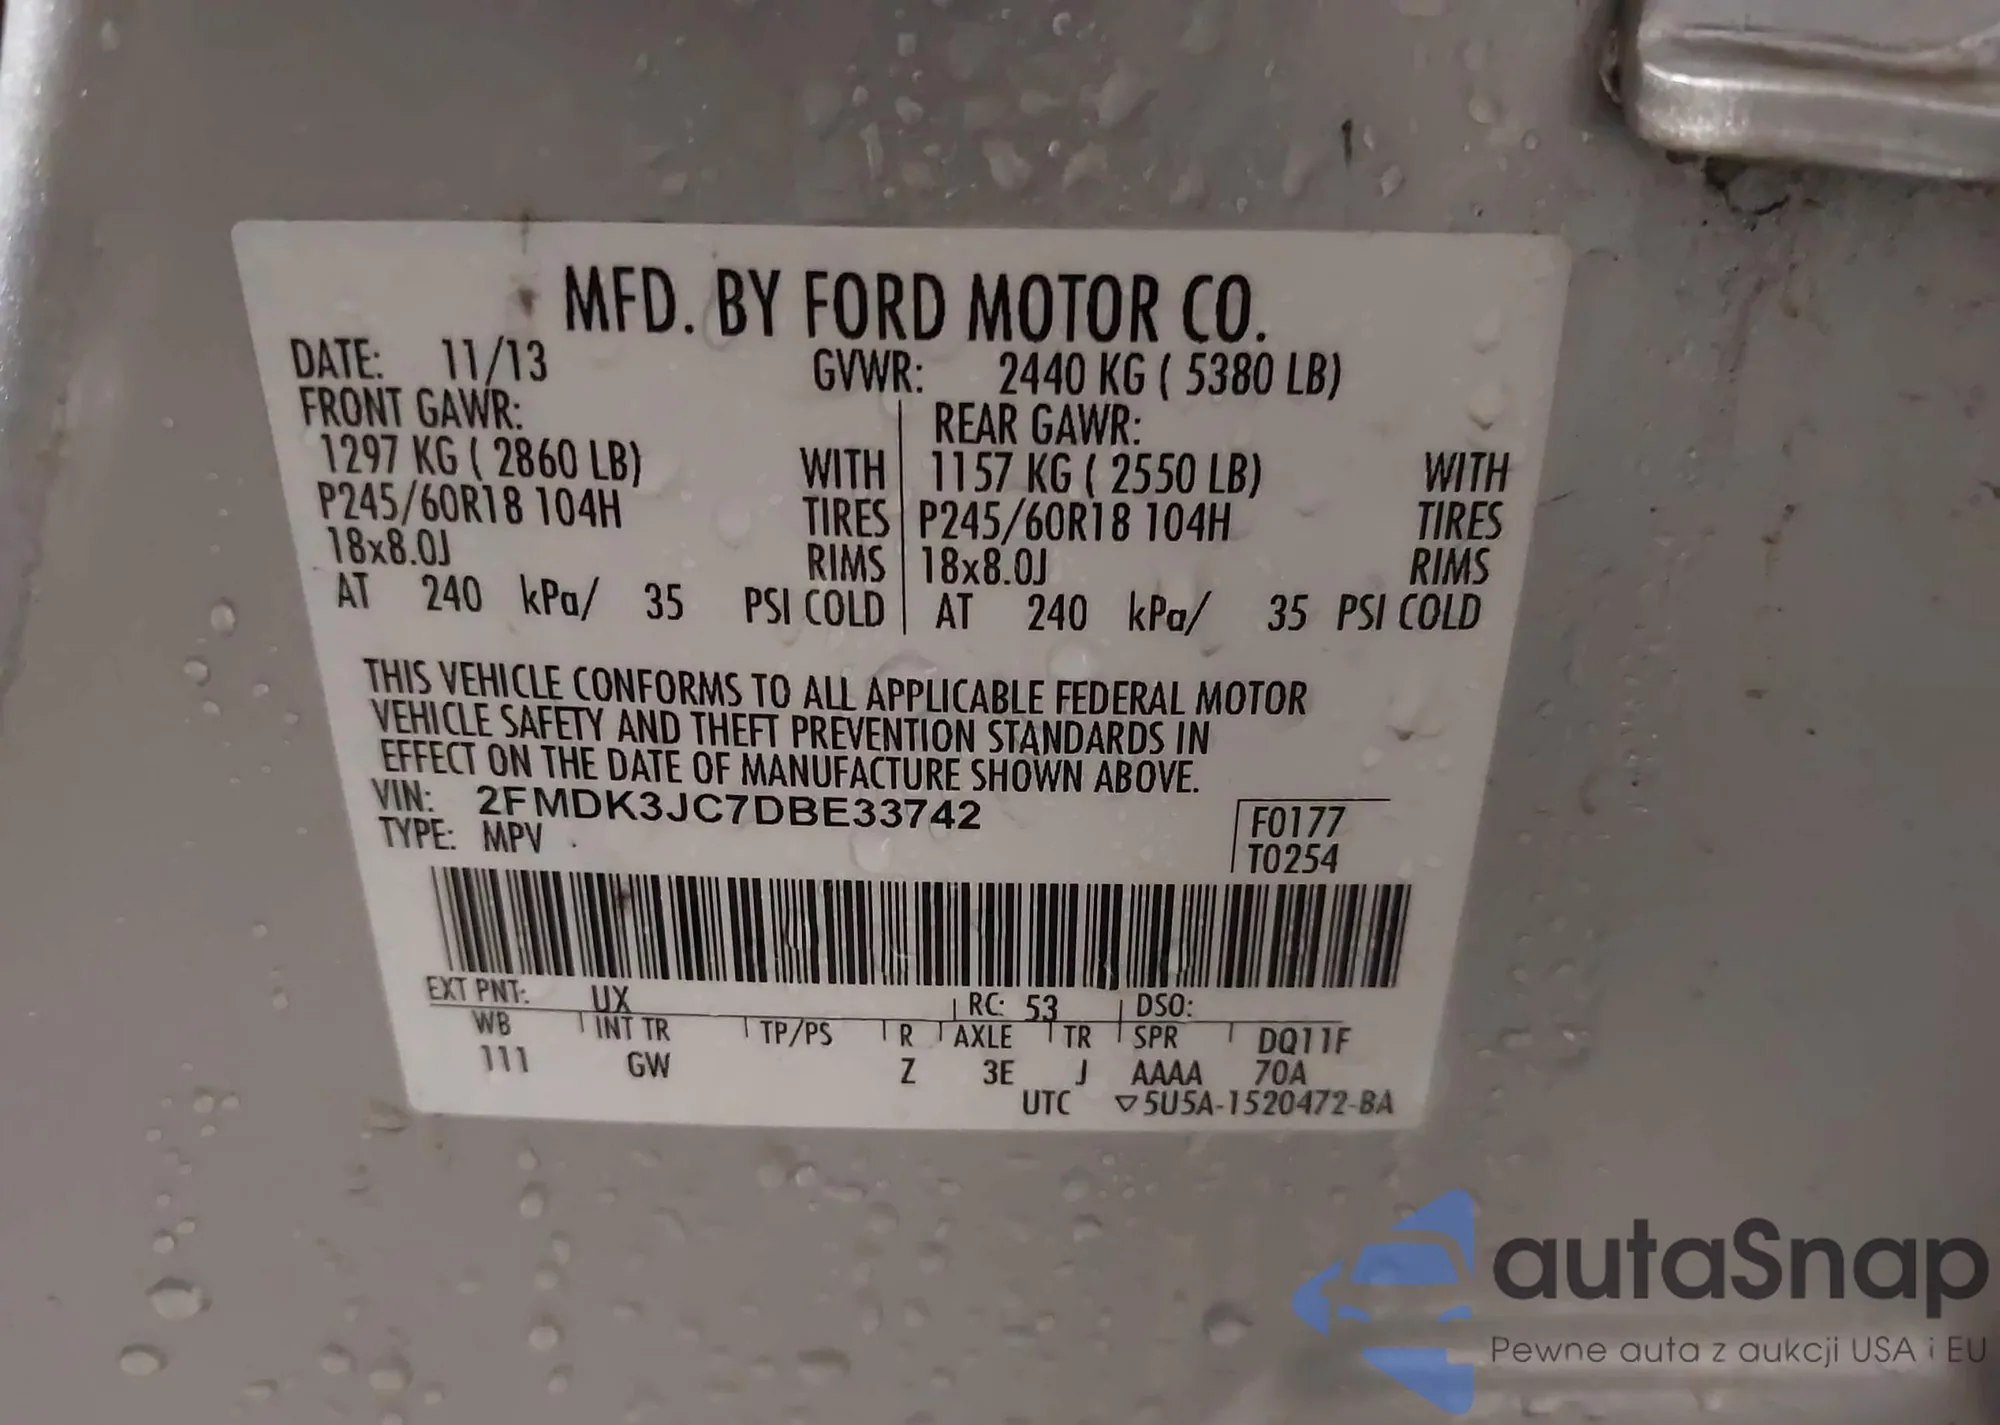 MFD. BY FORD MOTOR CO.
DATE: 11/13 GVWR: 2440 KG ( 5380 LB)
FRONT GAWR: REAR GAWR:
1297 KG ( 2860 LB) WITH 1157 KG ( 2550 LB) WITH
P245/60R18 104H TIRES P245/60R18 104H TIRES
18x8.0J RIMS 18x8.0J RIMS
AT 240 kPa/ 35 PSI COLD AT 240 kPa/ 35 PSI COLD
THIS VEHICLE CONFORMS TO ALL APPLICABLE FEDERAL MOTOR
VEHICLE SAFETY AND THEFT PREVENTION STANDARDS IN
EFFECT ON THE DATE OF MANUFACTURE SHOWN ABOVE.
VIN: 2FMDK3JC7DBE33742 F0177
TYPE: MPV T0254
EXT PNT: UX RC: 53 DSO:
WB INT TR TP/PS R AXLE TR SPR DQ11F
111 GW Z 3E J AAAA 70A
UTC ▽5U5A-1520472-BA
autaSnap
Pewne auta z aukcji USA i EU